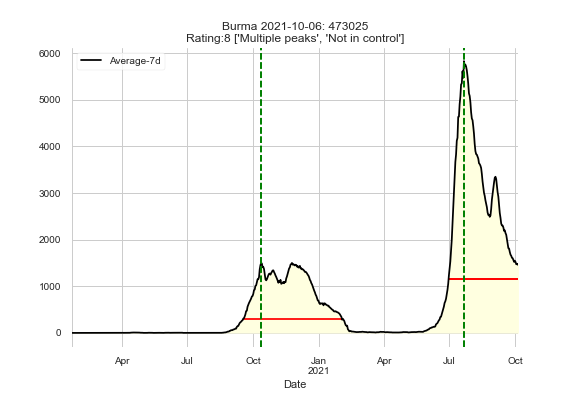 Burma 2021-10-06: 473025
Rating:8 ['Multiple peaks', 'Not in control']
Average-7d
6000
5000
4000
3000
2000
1000
0
Apr Jul Oct Jan Apr Jul Oct
2021
Date